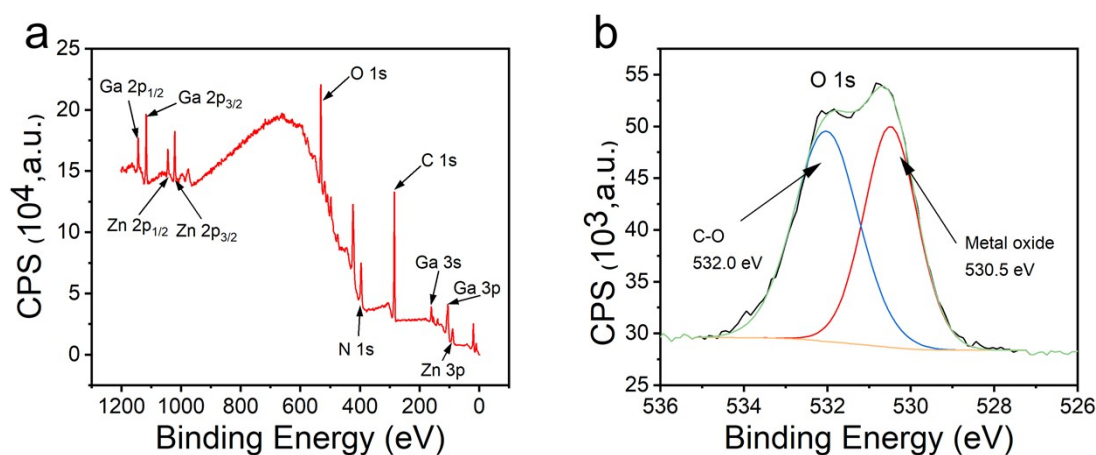 a
CPS (10⁴,a.u.)
25
20
15
10
5
0
Ga 2p₁/₂
Ga 2p₃/₂
Zn 2p₁/₂
Zn 2p₃/₂
O 1s
C 1s
N 1s
Ga 3s
Ga 3p
Zn 3p
1200 1000 800 600 400 200 0
Binding Energy (eV)
b
CPS (10³,a.u.)
55
50
45
40
35
30
25
O 1s
C-O
532.0 eV
Metal oxide
530.5 eV
536 534 532 530 528 526
Binding Energy (eV)